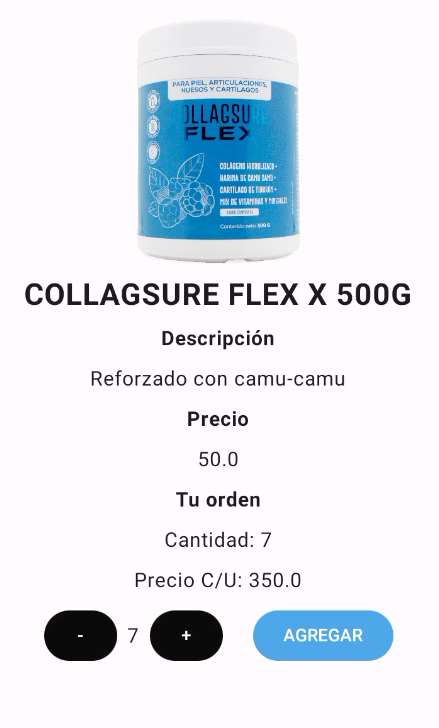 PARA PIEL, ARTICULACIONES,
HUESOS Y CARTÍLAGOS
OLLAGSURE
FLEX
COLÁGENO HIDROLIZADO +
HARINA DE CAMU CAMU +
CARTÍLAGO DE TIBURÓN +
MIX DE VITAMINAS Y MINERALES
Contenido neto: 500 G
COLLAGSURE FLEX X 500G
Descripción
Reforzado con camu-camu
Precio
50.0
Tu orden
Cantidad: 7
Precio C/U: 350.0
- 7 + AGREGAR